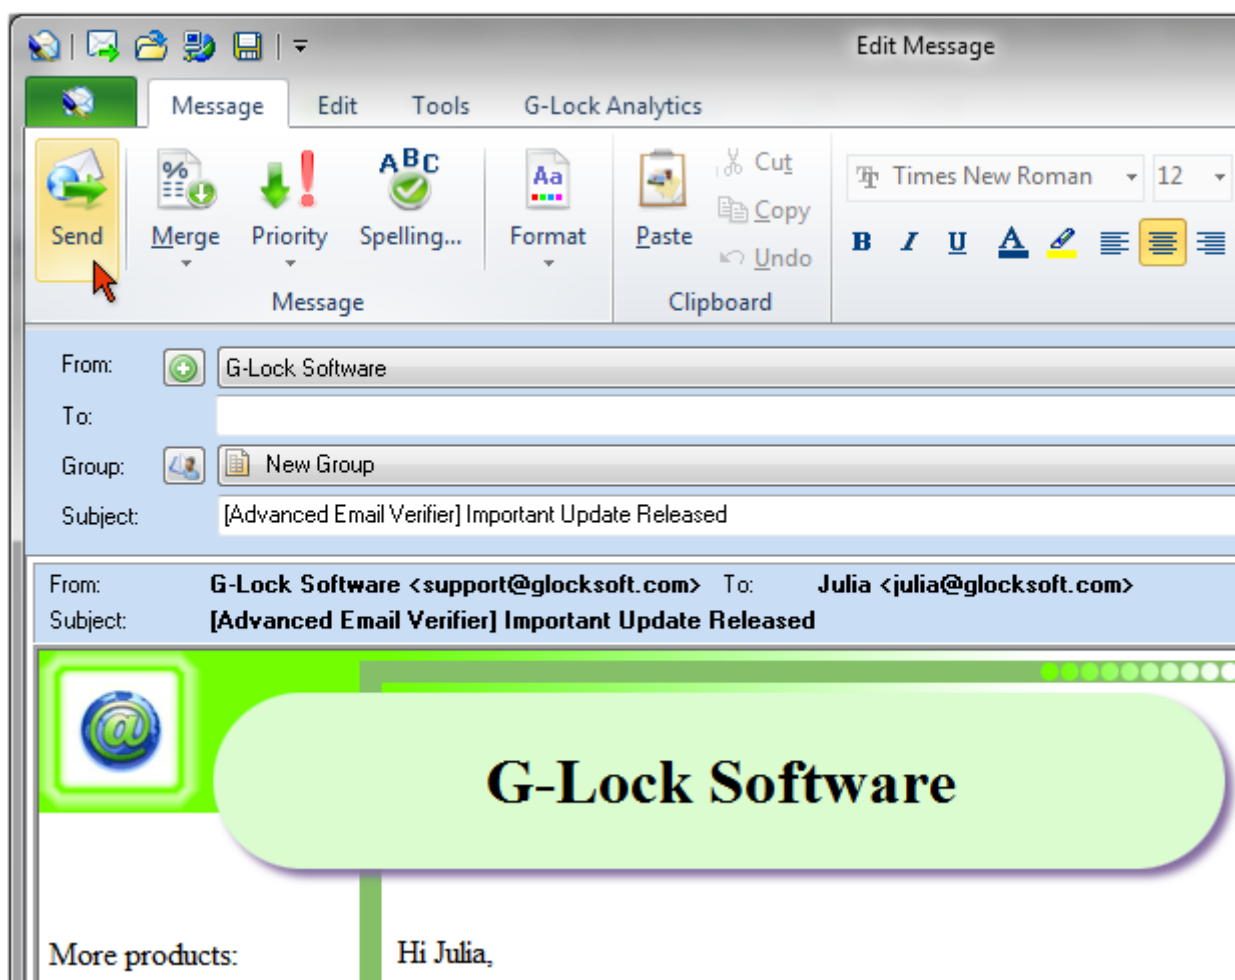 Edit Message
Message Edit Tools G-Lock Analytics
Send Merge Priority Spelling... Format Paste Cut Copy Undo Times New Roman 12
ABC
Aa
%
B I U A
Message Clipboard
From: G-Lock Software
To:
Group: New Group
Subject: [Advanced Email Verifier] Important Update Released
From: G-Lock Software <support@glocksoft.com> To: Julia <julia@glocksoft.com>
Subject: [Advanced Email Verifier] Important Update Released
@
G-Lock Software
More products: Hi Julia,